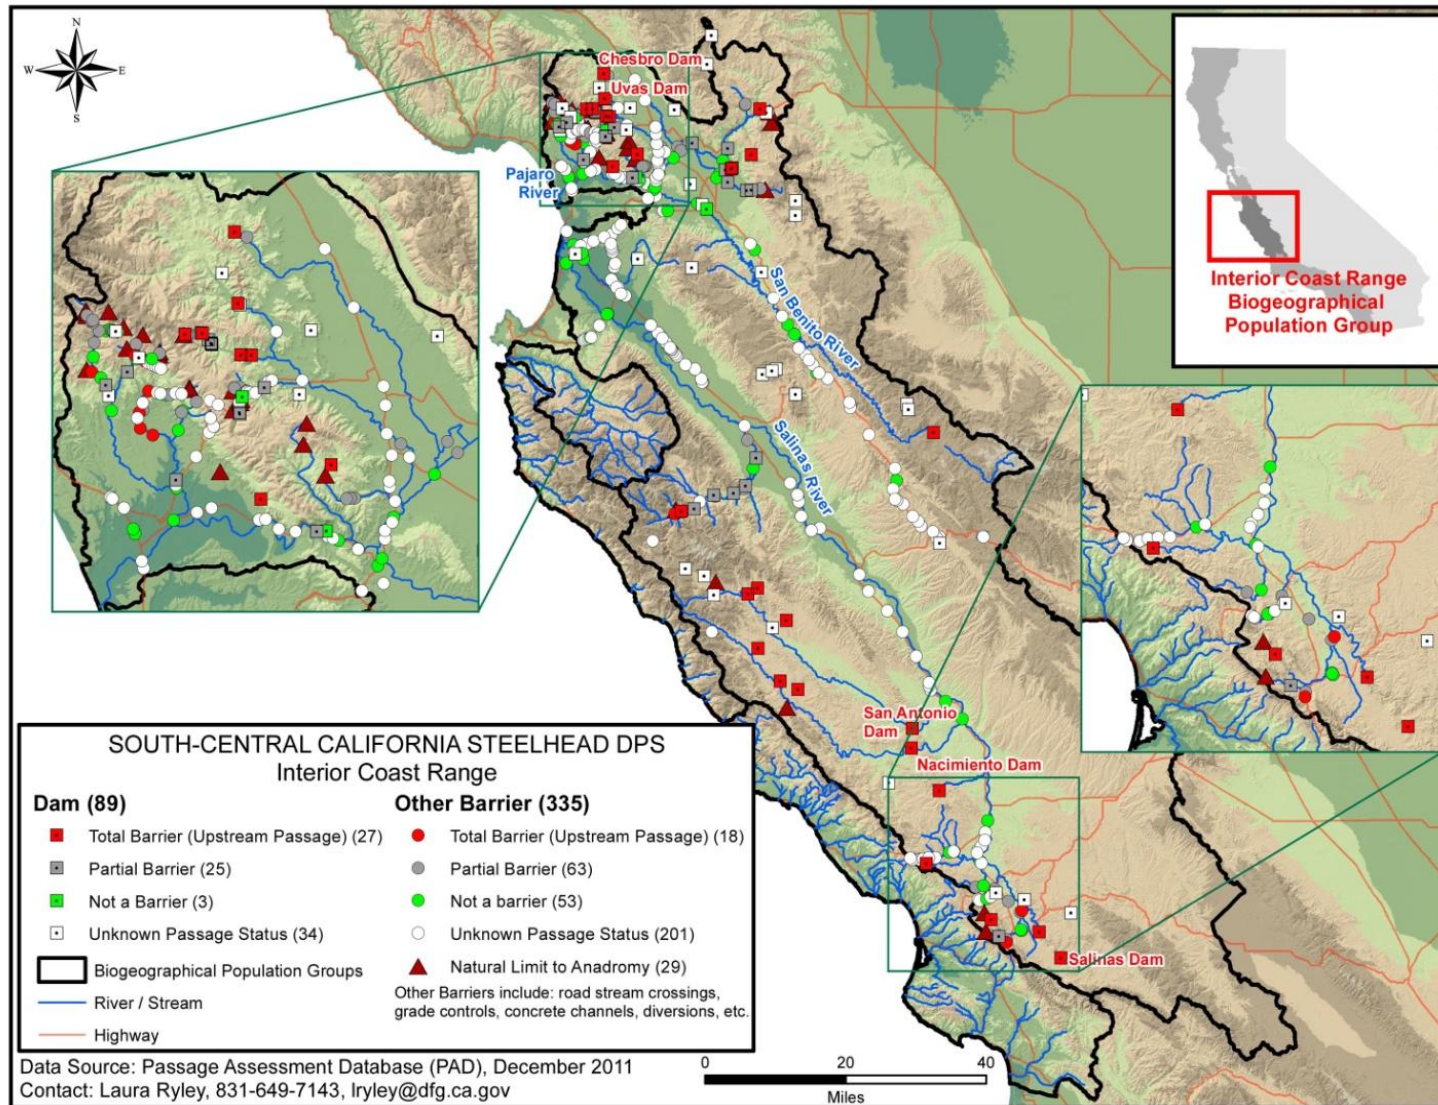 N
W
E
S
Chesbro Dam
Uvas Dam
Pajaro
River
San Benito River
Salinas River
Interior Coast Range
Biogeographical
Population Group
San Antonio
Dam
Nacimiento Dam
Salinas Dam
SOUTH-CENTRAL CALIFORNIA STEELHEAD DPS
Interior Coast Range
Dam (89)
Total Barrier (Upstream Passage) (27)
Partial Barrier (25)
Not a Barrier (3)
Unknown Passage Status (34)
Biogeographical Population Groups
River / Stream
Highway
Other Barrier (335)
Total Barrier (Upstream Passage) (18)
Partial Barrier (63)
Not a barrier (53)
Unknown Passage Status (201)
Natural Limit to Anadromy (29)
Other Barriers include: road stream crossings,
grade controls, concrete channels, diversions, etc.
Data Source: Passage Assessment Database (PAD), December 2011
Contact: Laura Ryley, 831-649-7143, lryley@dfg.ca.gov
0 20 40
Miles